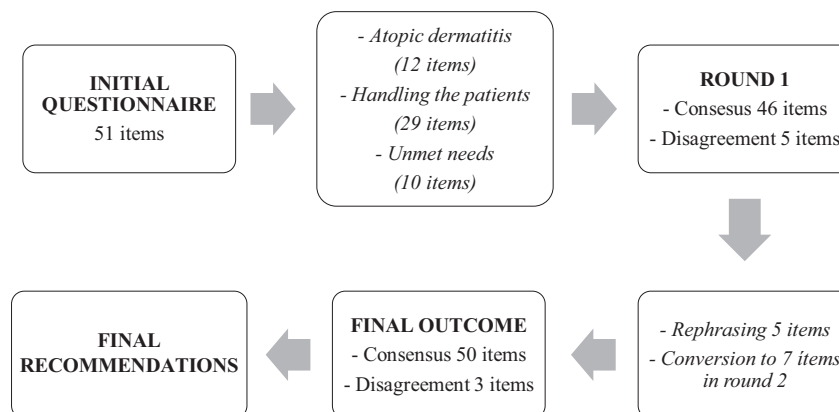 INITIAL
QUESTIONNAIRE
51 items
- Atopic dermatitis
(12 items)
- Handling the patients
(29 items)
- Unmet needs
(10 items)
ROUND 1
- Consesus 46 items
- Disagreement 5 items
- Rephrasing 5 items
- Conversion to 7 items
in round 2
FINAL OUTCOME
- Consensus 50 items
- Disagreement 3 items
FINAL
RECOMMENDATIONS